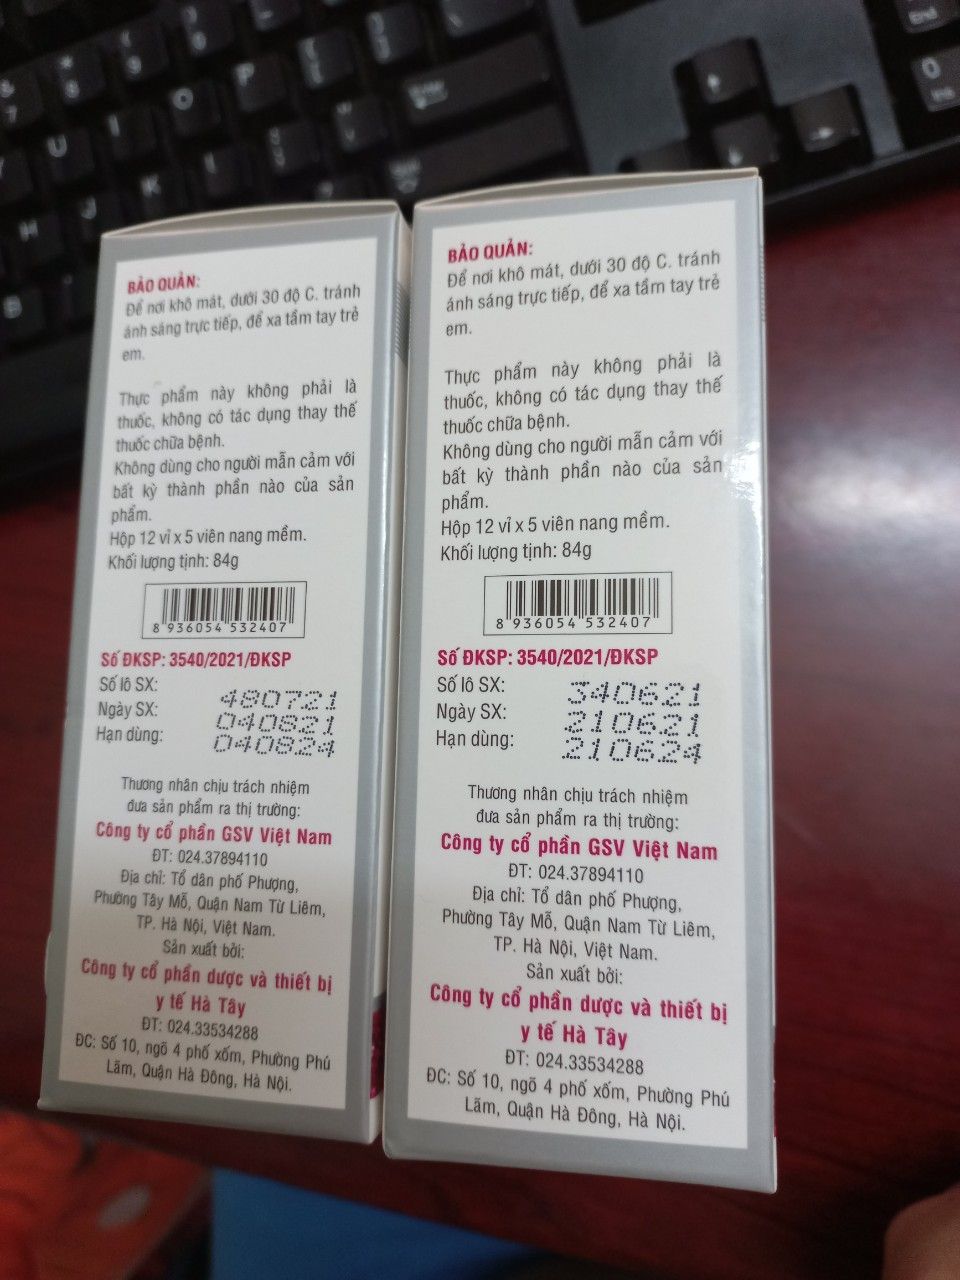 BẢO QUẢN:
Để nơi khô mát, dưới 30 độ C. tránh
ánh sáng trực tiếp, để xa tầm tay trẻ
em.
Thực phẩm này không phải là
thuốc, không có tác dụng thay thế
thuốc chữa bệnh.
Không dùng cho người mẫn cảm với
bất kỳ thành phần nào của sản
phẩm.
Hộp 12 vỉ x 5 viên nang mềm.
Khối lượng tịnh: 84g
8 936054 532407
Số ĐKSP: 3540/2021/ĐKSP
Số lô SX: 480721
Ngày SX: 040821
Hạn dùng: 040824
Thương nhân chịu trách nhiệm
đưa sản phẩm ra thị trường:
Công ty cổ phần GSV Việt Nam
ĐT: 024.37894110
Địa chỉ: Tổ dân phố Phượng,
Phường Tây Mỗ, Quận Nam Từ Liêm,
TP. Hà Nội, Việt Nam.
Sản xuất bởi:
Công ty cổ phần dược và thiết bị
y tế Hà Tây
ĐT: 024.33534288
ĐC: Số 10, ngõ 4 phố xốm, Phường Phú
Lãm, Quận Hà Đông, Hà Nội.
BẢO QUẢN:
Để nơi khô mát, dưới 30 độ C. tránh
ánh sáng trực tiếp, để xa tầm tay trẻ
em.
Thực phẩm này không phải là
thuốc, không có tác dụng thay thế
thuốc chữa bệnh.
Không dùng cho người mẫn cảm với
bất kỳ thành phần nào của sản
phẩm.
Hộp 12 vỉ x 5 viên nang mềm.
Khối lượng tịnh: 84g
8 936054 532407
Số ĐKSP: 3540/2021/ĐKSP
Số lô SX: 340621
Ngày SX: 210621
Hạn dùng: 210624
Thương nhân chịu trách nhiệm
đưa sản phẩm ra thị trường:
Công ty cổ phần GSV Việt Nam
ĐT: 024.37894110
Địa chỉ: Tổ dân phố Phượng,
Phường Tây Mỗ, Quận Nam Từ Liêm,
TP. Hà Nội, Việt Nam.
Sản xuất bởi:
Công ty cổ phần dược và thiết bị
y tế Hà Tây
ĐT: 024.33534288
ĐC: Số 10, ngõ 4 phố xốm, Phường Phú
Lãm, Quận Hà Đông, Hà Nội.